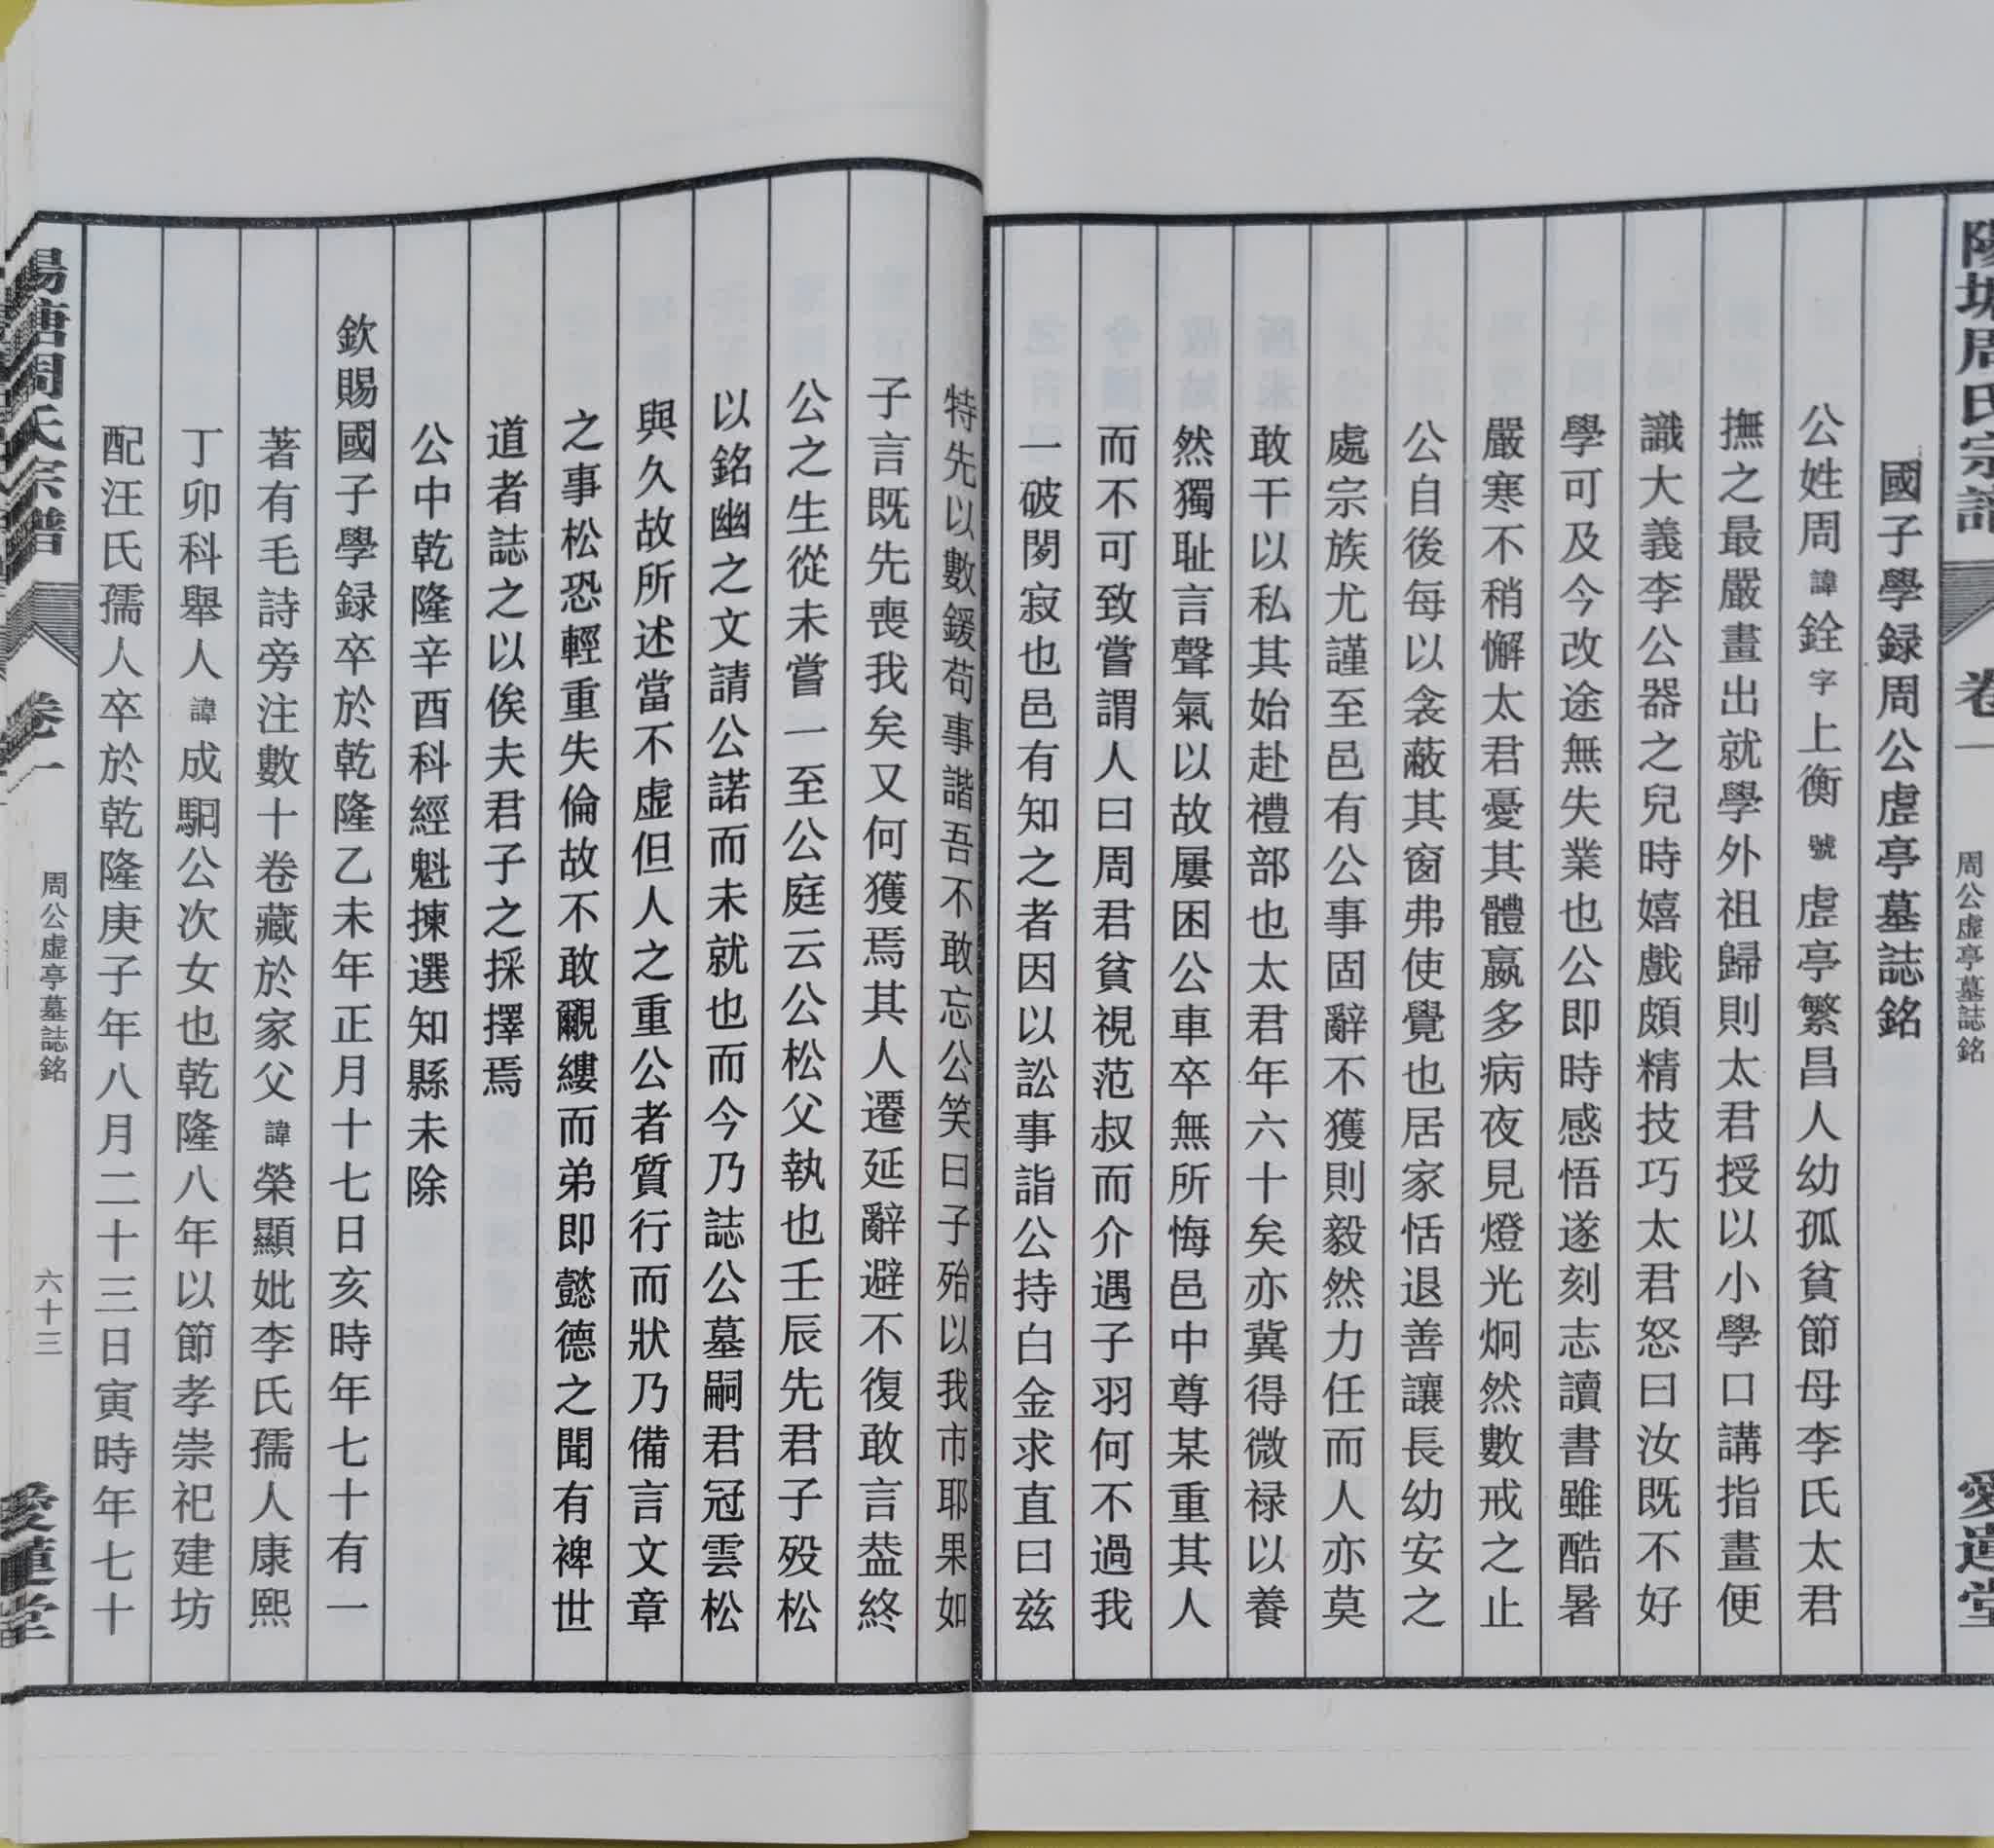 陽塘周氏宗譜 卷一 周公虛亭墓誌銘 愛蓮堂
國子學録周公虛亭墓誌銘
公姓周諱銓字上衡號虛亭繁昌人幼孤貧節母李氏太君
撫之最嚴晝出就學外祖歸則太君授以小學口講指畫便
識大義李公器之兒時嬉戲頗精技巧太君怒曰汝既不好
學可及今改途無失業也公即時感悟遂刻志讀書雖酷暑
嚴寒不稍懈太君憂其體嬴多病夜見燈光炯然數戒之止
公自後每以衾蔽其窗弗使覺也居家恬退善讓長幼安之
處宗族尤謹至邑有公事固辭不獲則毅然力任而人亦莫
敢干以私其始赴禮部也太君年六十矣亦冀得微禄以養
然獨耻言聲氣以故屢困公車卒無所悔邑中尊某重其人
而不可致嘗謂人曰周君貧視范叔而介遇子羽何不過我
一破閡寂也邑有知之者因以訟事詣公持白金求直曰兹
特先以數鍰苟事諧吾不敢忘公笑曰子殆以我市耶果如
子言既先喪我矣又何獲焉其人遷延辭避不復敢言葢終
公之生從未嘗一至公庭云公松父執也壬辰先君子殁松
以銘幽之文請公諾而未就也而今乃誌公墓嗣君冠雲松
與久故所述當不虛但人之重公者質行而狀乃備言文章
之事松恐輕重失倫故不敢覼縷而弟即懿德之聞有裨世
道者誌之以俟夫君子之採擇焉
公中乾隆辛酉科經魁揀選知縣未除
欽賜國子學録卒於乾隆乙未年正月十七日亥時年七十有一
著有毛詩旁注數十卷藏於家父諱榮顯妣李氏孺人康熙
丁卯科舉人諱成駉公次女也乾隆八年以節孝崇祀建坊
配汪氏孺人卒於乾隆庚子年八月二十三日寅時年七十
陽塘周氏宗譜 卷一 周公虛亭墓誌銘 六十三 愛蓮堂